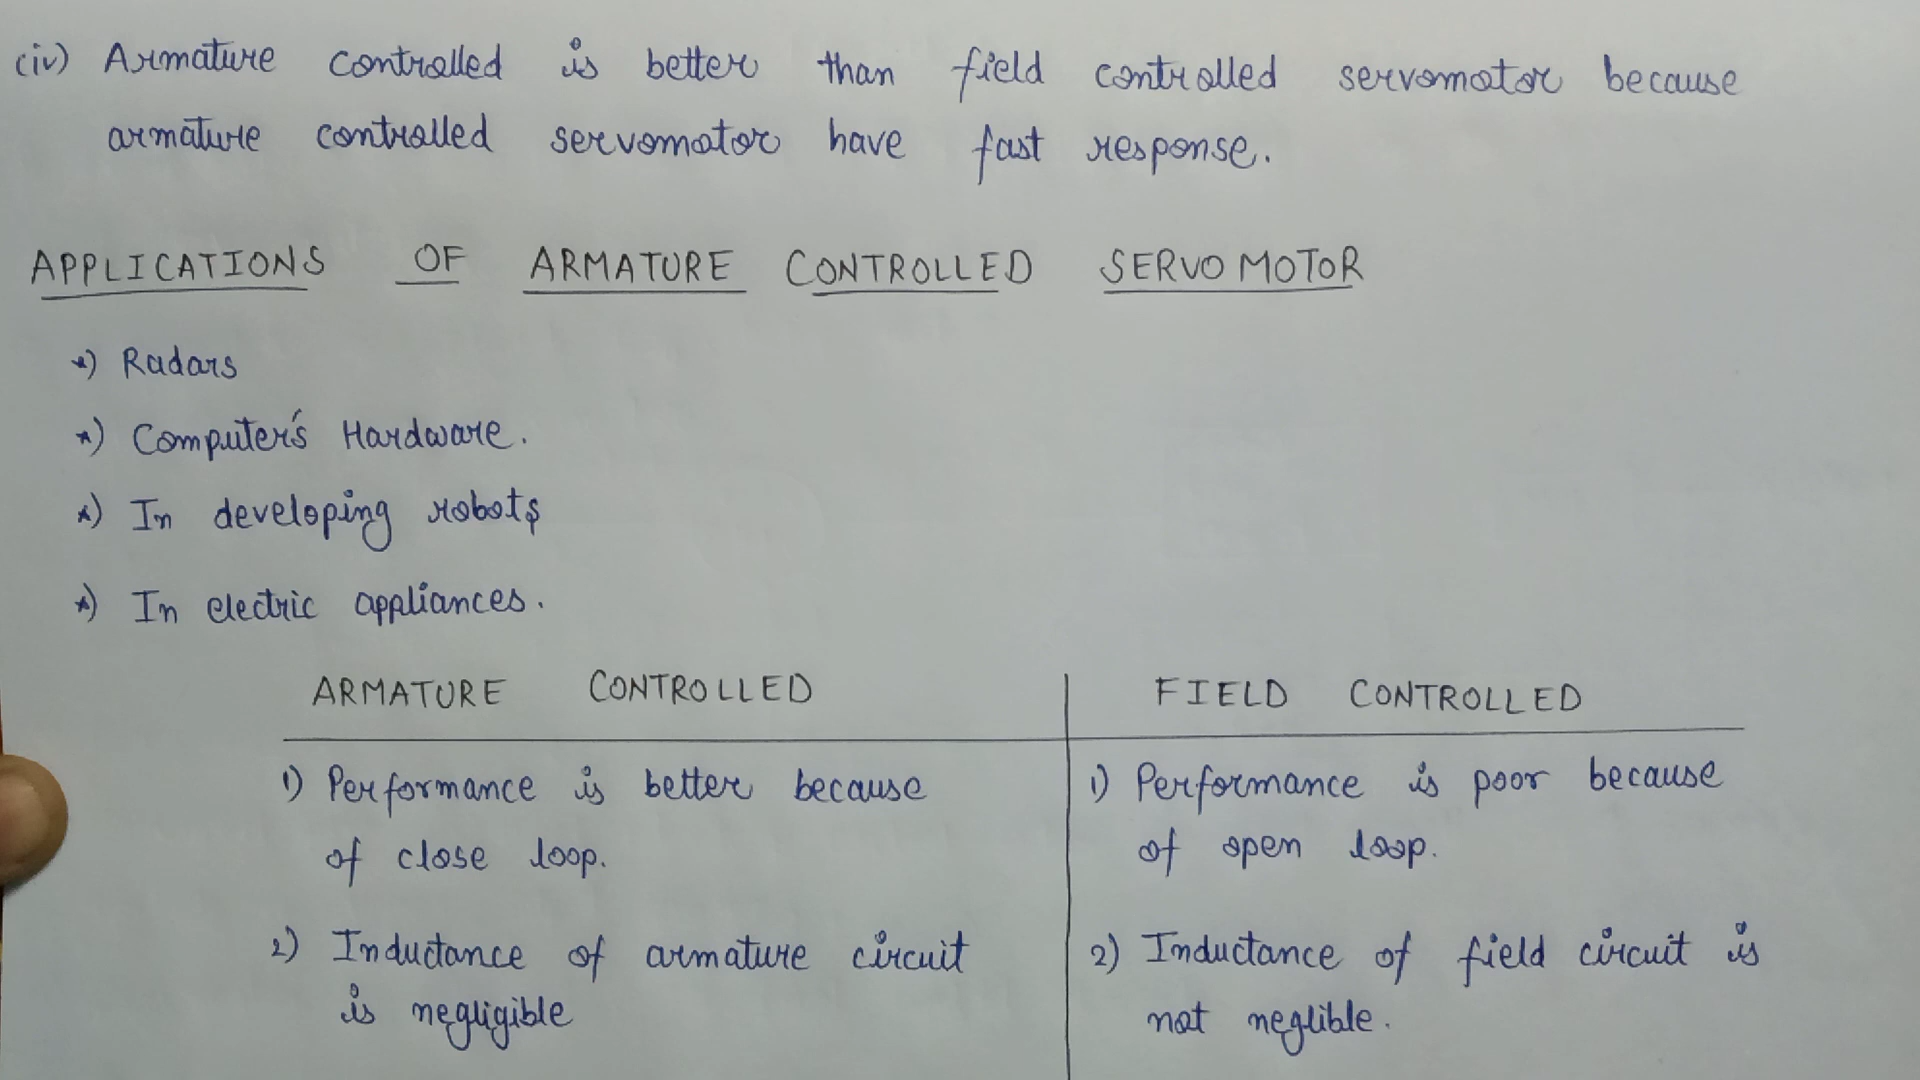 (iv) Armature controlled is better than field controlled servomotor because
armature controlled servomotor have fast response.
APPLICATIONS OF ARMATURE CONTROLLED SERVO MOTOR
*) Radars
*) Computer's Hardware.
*) In developing robots
*) In electric appliances.
ARMATURE CONTROLLED
1) Performance is better because
of close loop.
2) Inductance of armature circuit
is negligible
FIELD CONTROLLED
1) Performance is poor because
of open loop.
2) Inductance of field circuit is
not neglible.